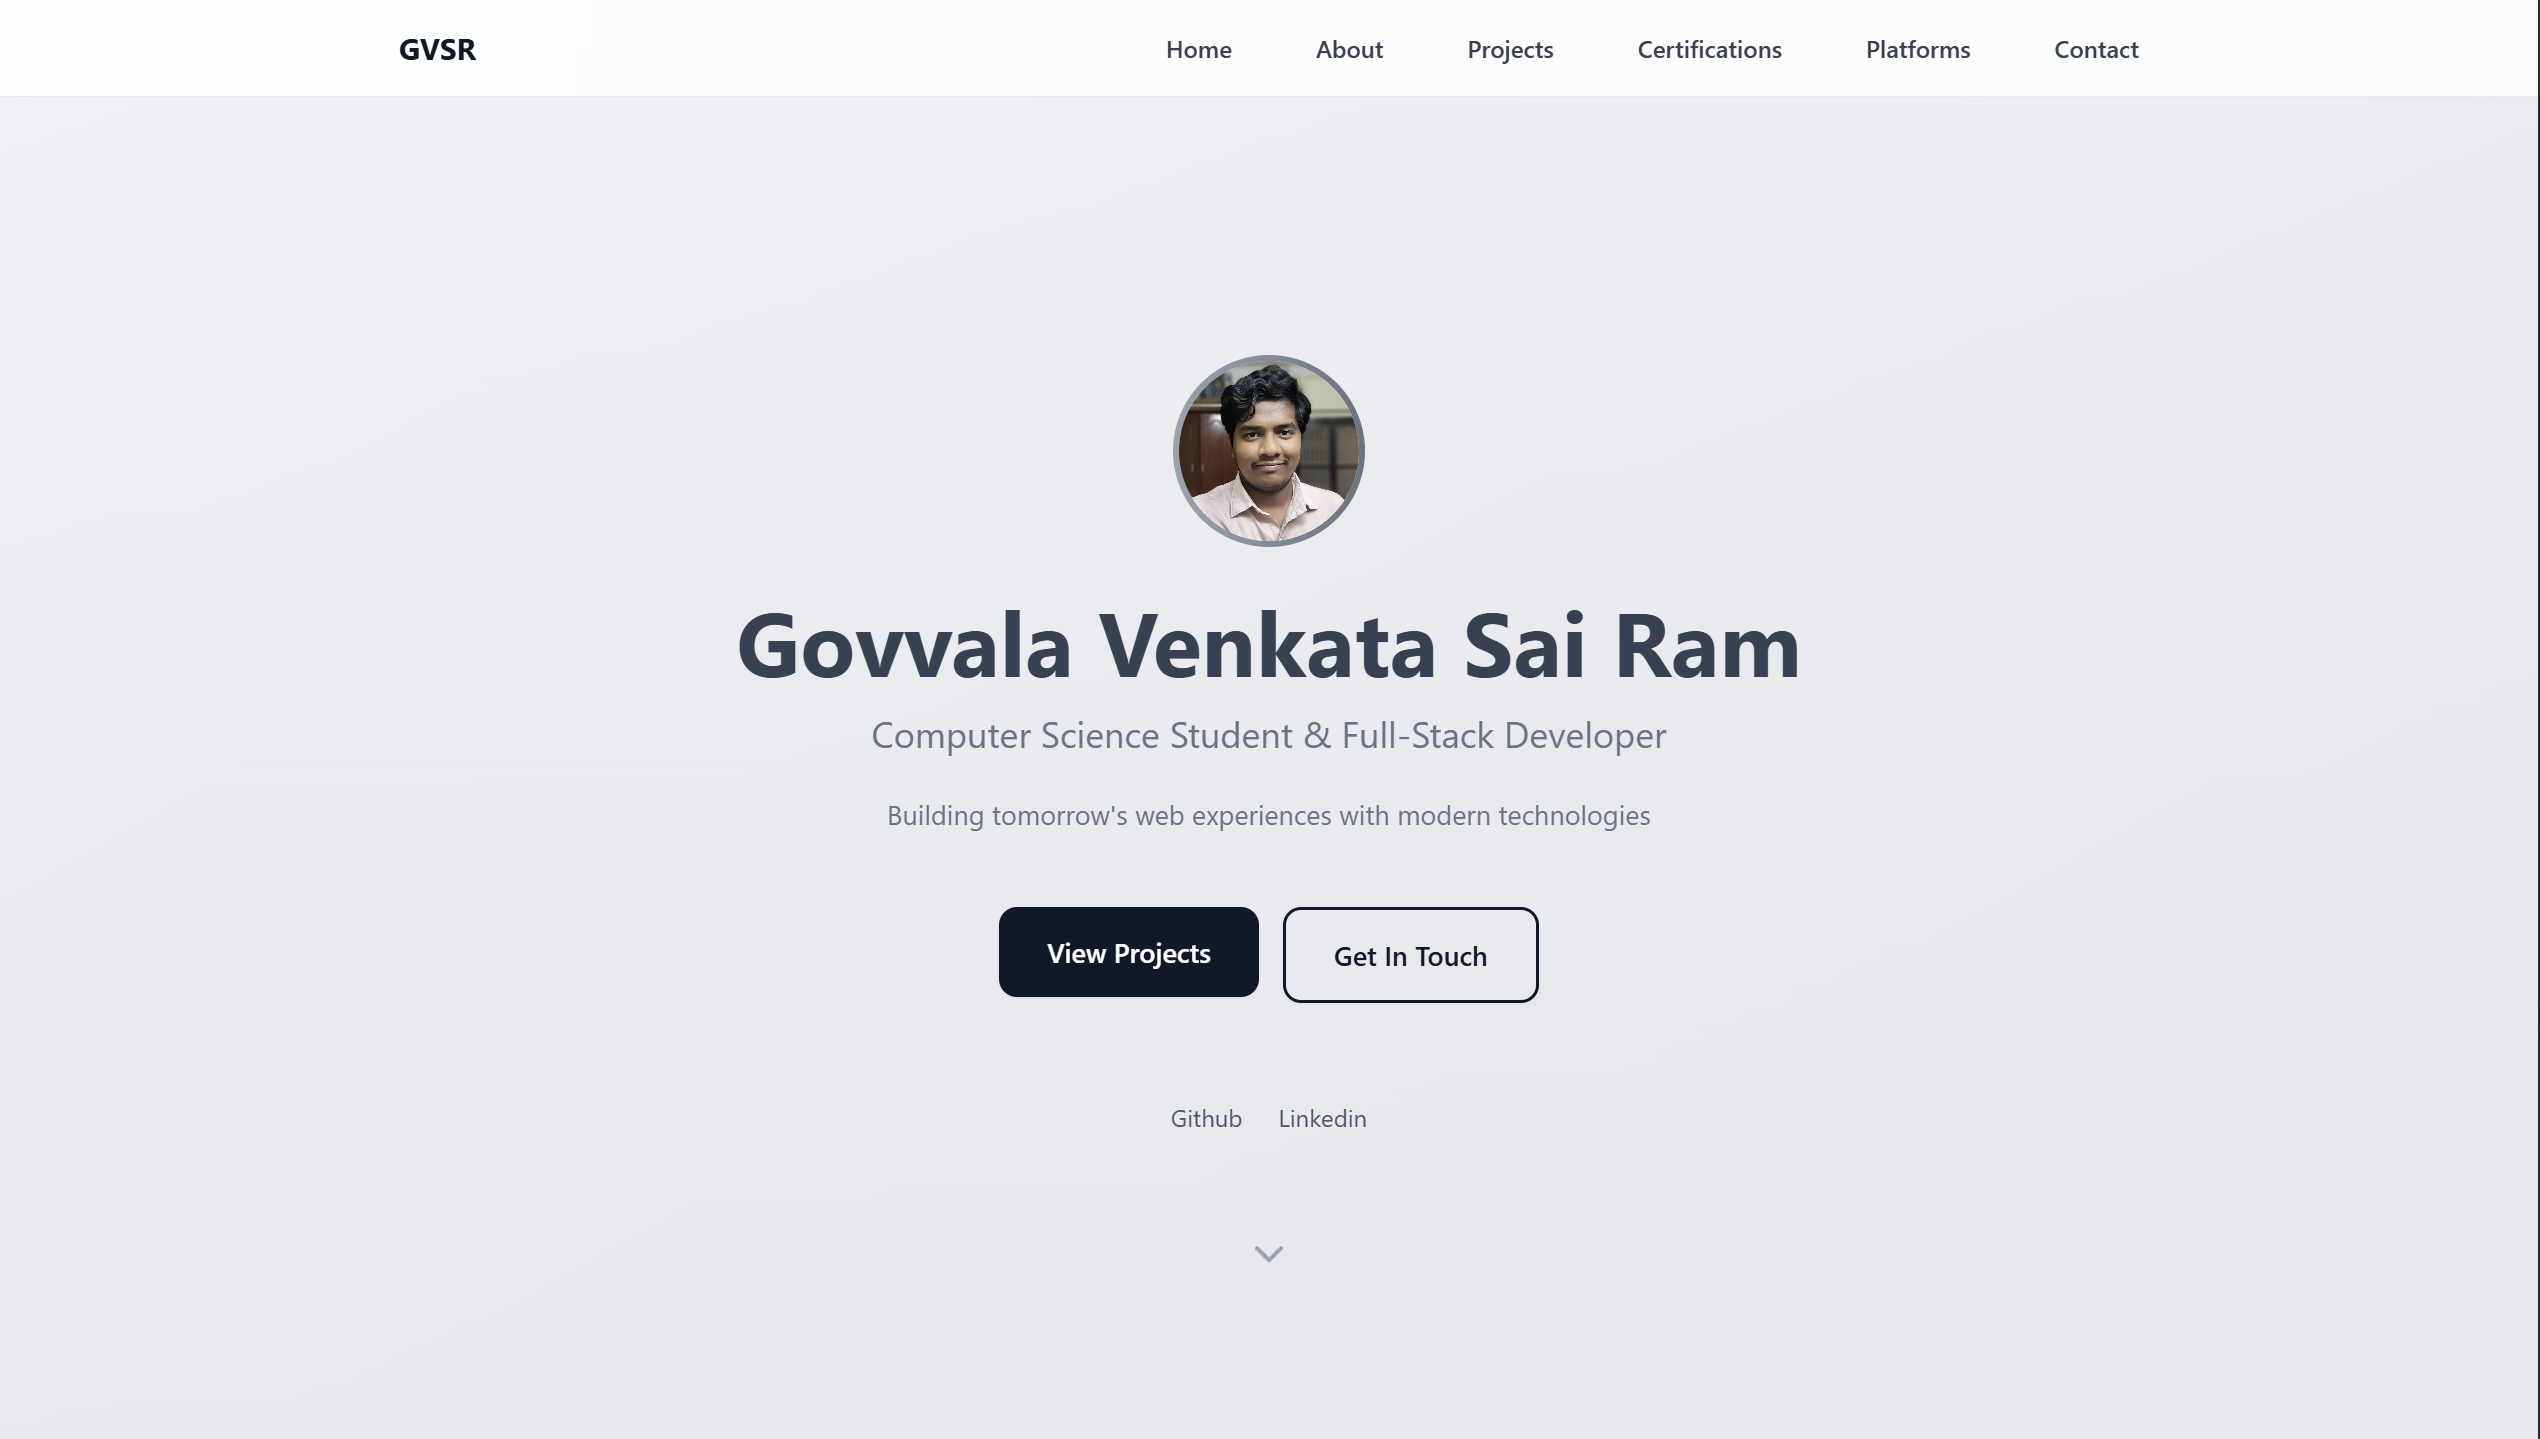 GVSR
Home About Projects Certifications Platforms Contact
Govvala Venkata Sai Ram
Computer Science Student & Full-Stack Developer
Building tomorrow's web experiences with modern technologies
View Projects
Get In Touch
Github Linkedin